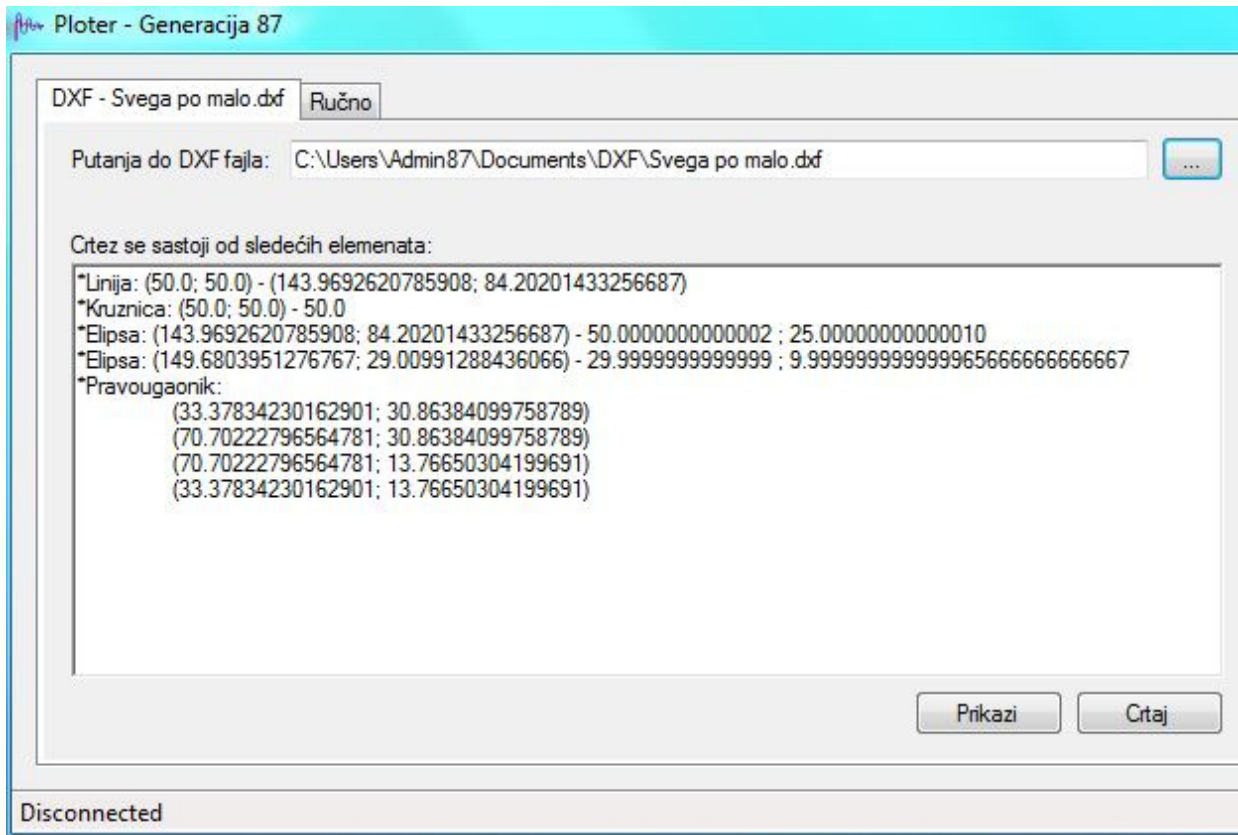 Ploter - Generacija 87
DXF - Svega po malo.dxf Ručno
Putanja do DXF fajla: C:\Users\Admin87\Documents\DXF\Svega po malo.dxf ...
Crtez se sastoji od sledećih elemenata:
*Linija: (50.0; 50.0) - (143.9692620785908; 84.20201433256687)
*Kruznica: (50.0; 50.0) - 50.0
*Elipsa: (143.9692620785908; 84.20201433256687) - 50.0000000000002 ; 25.00000000000010
*Elipsa: (149.6803951276767; 29.00991288436066) - 29.9999999999999 ; 9.999999999999965666666666667
*Pravougaonik:
(33.37834230162901; 30.86384099758789)
(70.70222796564781; 30.86384099758789)
(70.70222796564781; 13.76650304199691)
(33.37834230162901; 13.76650304199691)
Prikazi Crtaj
Disconnected